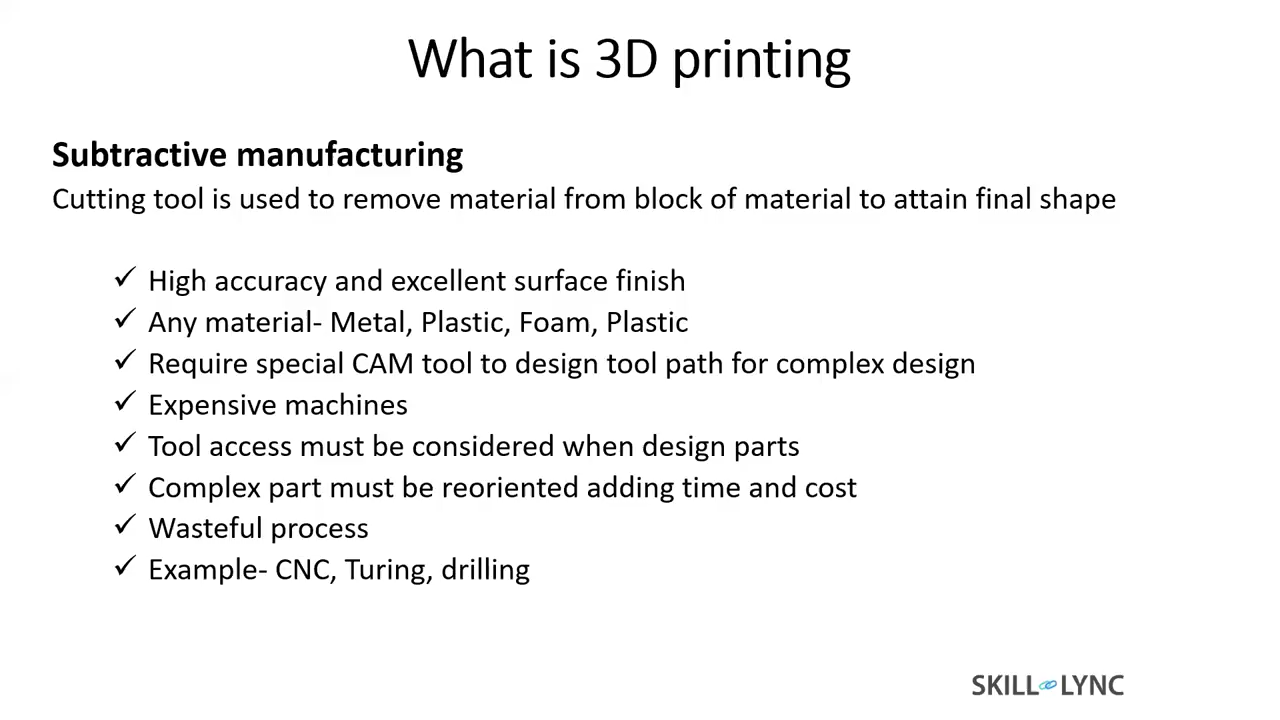 What is 3D printing
Subtractive manufacturing
Cutting tool is used to remove material from block of material to attain final shape
✓ High accuracy and excellent surface finish
✓ Any material- Metal, Plastic, Foam, Plastic
✓ Require special CAM tool to design tool path for complex design
✓ Expensive machines
✓ Tool access must be considered when design parts
✓ Complex part must be reoriented adding time and cost
✓ Wasteful process
✓ Example- CNC, Turing, drilling
SKILL LYNC